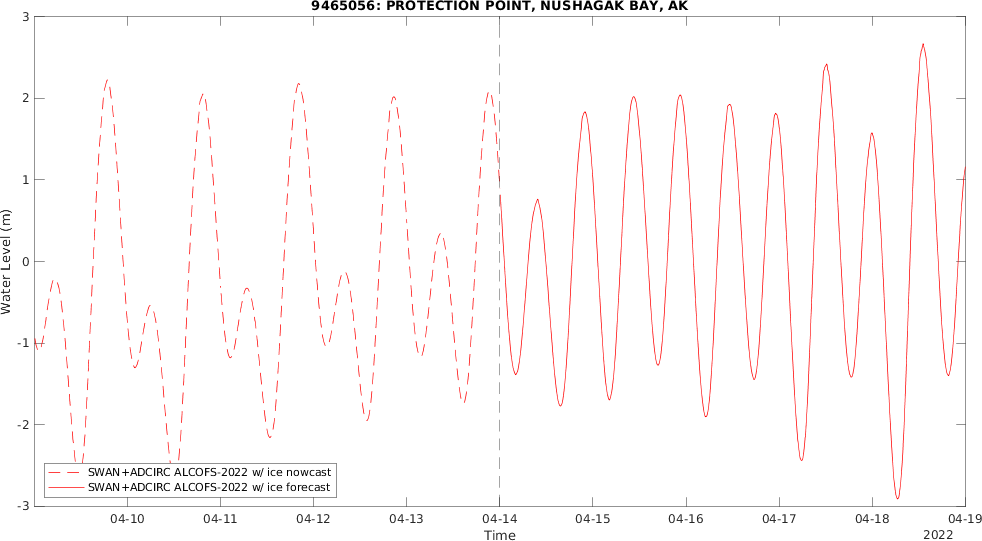 9465056: PROTECTION POINT, NUSHAGAK BAY, AK
3
2
1
0
-1
-2
-3
Water Level (m)
SWAN+ADCIRC ALCOFS-2022 w/ ice nowcast
SWAN+ADCIRC ALCOFS-2022 w/ ice forecast
04-10 04-11 04-12 04-13 04-14 04-15 04-16 04-17 04-18 04-19
Time
2022